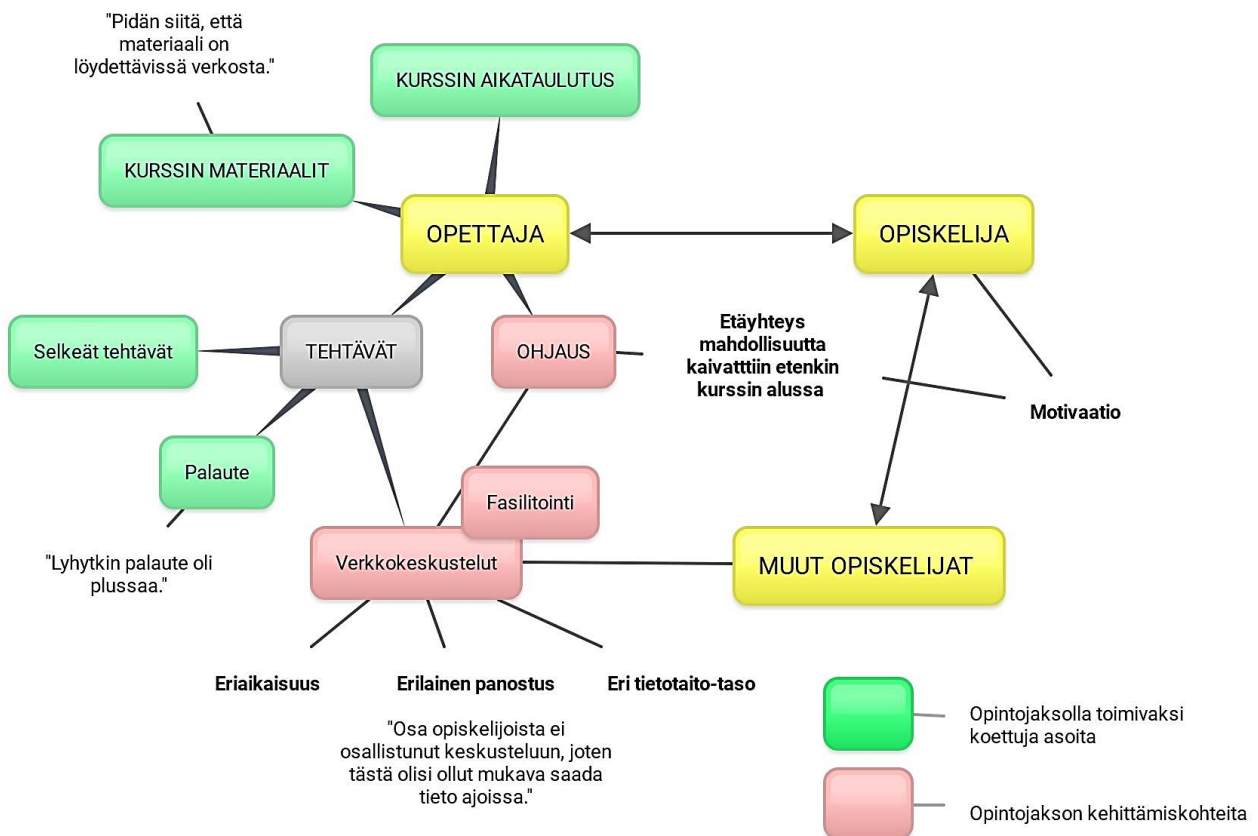 "Pidän siitä, että
materiaali on
löydettävissä verkosta."
KURSSIN AIKATAULUTUS
KURSSIN MATERIAALIT
OPETTAJA
OPISKELIJA
Selkeät tehtävät
TEHTÄVÄT
OHJAUS
Etäyhteys
mahdollisuutta
kaivatttiin etenkin
kurssin alussa
Motivaatio
Palaute
Fasilitointi
"Lyhytkin palaute oli
plussaa."
Verkkokeskustelut
MUUT OPISKELIJAT
Eriaikaisuus
Erilainen panostus
Eri tietotaito-taso
"Osa opiskelijoista ei
osallistunut keskusteluun, joten
tästä olisi ollut mukava saada
tieto ajoissa."
Opintojaksolla toimivaksi
koettuja asoita
Opintojakson kehittämiskohteita